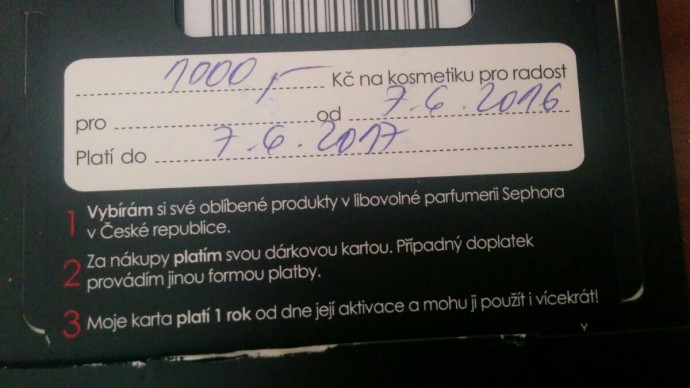 1000,- Kč na kosmetiku pro radost
pro od 7.6.2016
Platí do 7.6.2017
1 Vybírám si své oblíbené produkty v libovolné parfumerii Sephora
v České republice.
2 Za nákupy platím svou dárkovou kartou. Případný doplatek
provádím jinou formou platby.
3 Moje karta platí 1 rok od dne její aktivace a mohu ji použít i vícekrát!